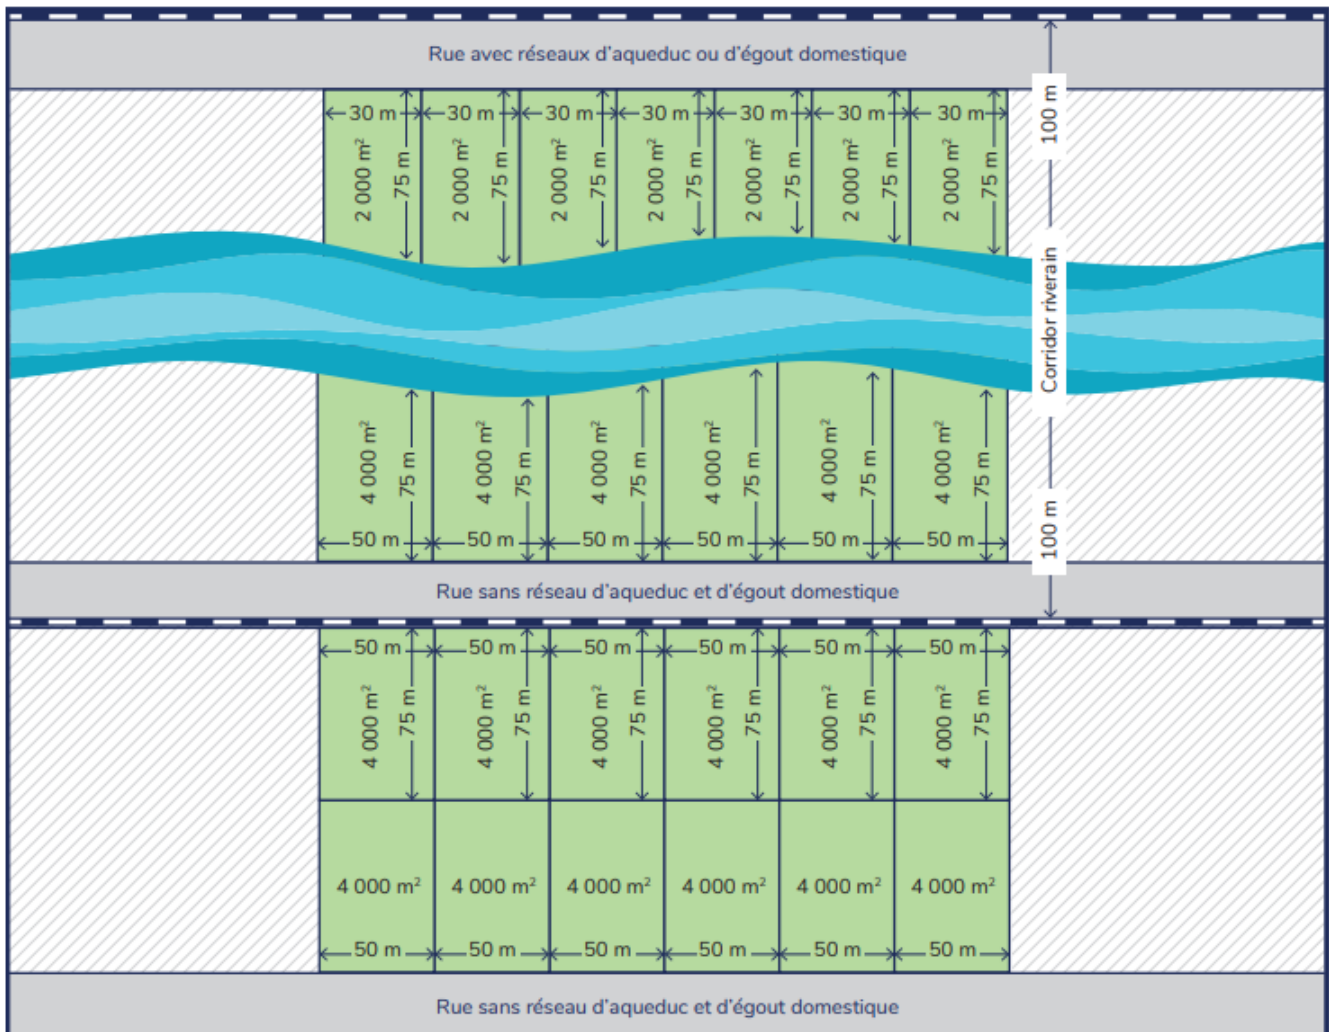 Rue avec réseaux d'aqueduc ou d'égout domestique
30 m 30 m 30 m 30 m 30 m 30 m 30 m
2 000 m² 75 m 2 000 m² 75 m 2 000 m² 75 m 2 000 m² 75 m 2 000 m² 75 m 2 000 m² 75 m 2 000 m² 75 m
100 m
Corridor riverain
100 m
4 000 m² 75 m 4 000 m² 75 m 4 000 m² 75 m 4 000 m² 75 m 4 000 m² 75 m 4 000 m² 75 m
50 m 50 m 50 m 50 m 50 m 50 m
Rue sans réseau d'aqueduc et d'égout domestique
50 m 50 m 50 m 50 m 50 m 50 m
4 000 m² 75 m 4 000 m² 75 m 4 000 m² 75 m 4 000 m² 75 m 4 000 m² 75 m 4 000 m² 75 m
4 000 m² 4 000 m² 4 000 m² 4 000 m² 4 000 m² 4 000 m²
50 m 50 m 50 m 50 m 50 m 50 m
Rue sans réseau d'aqueduc et d'égout domestique